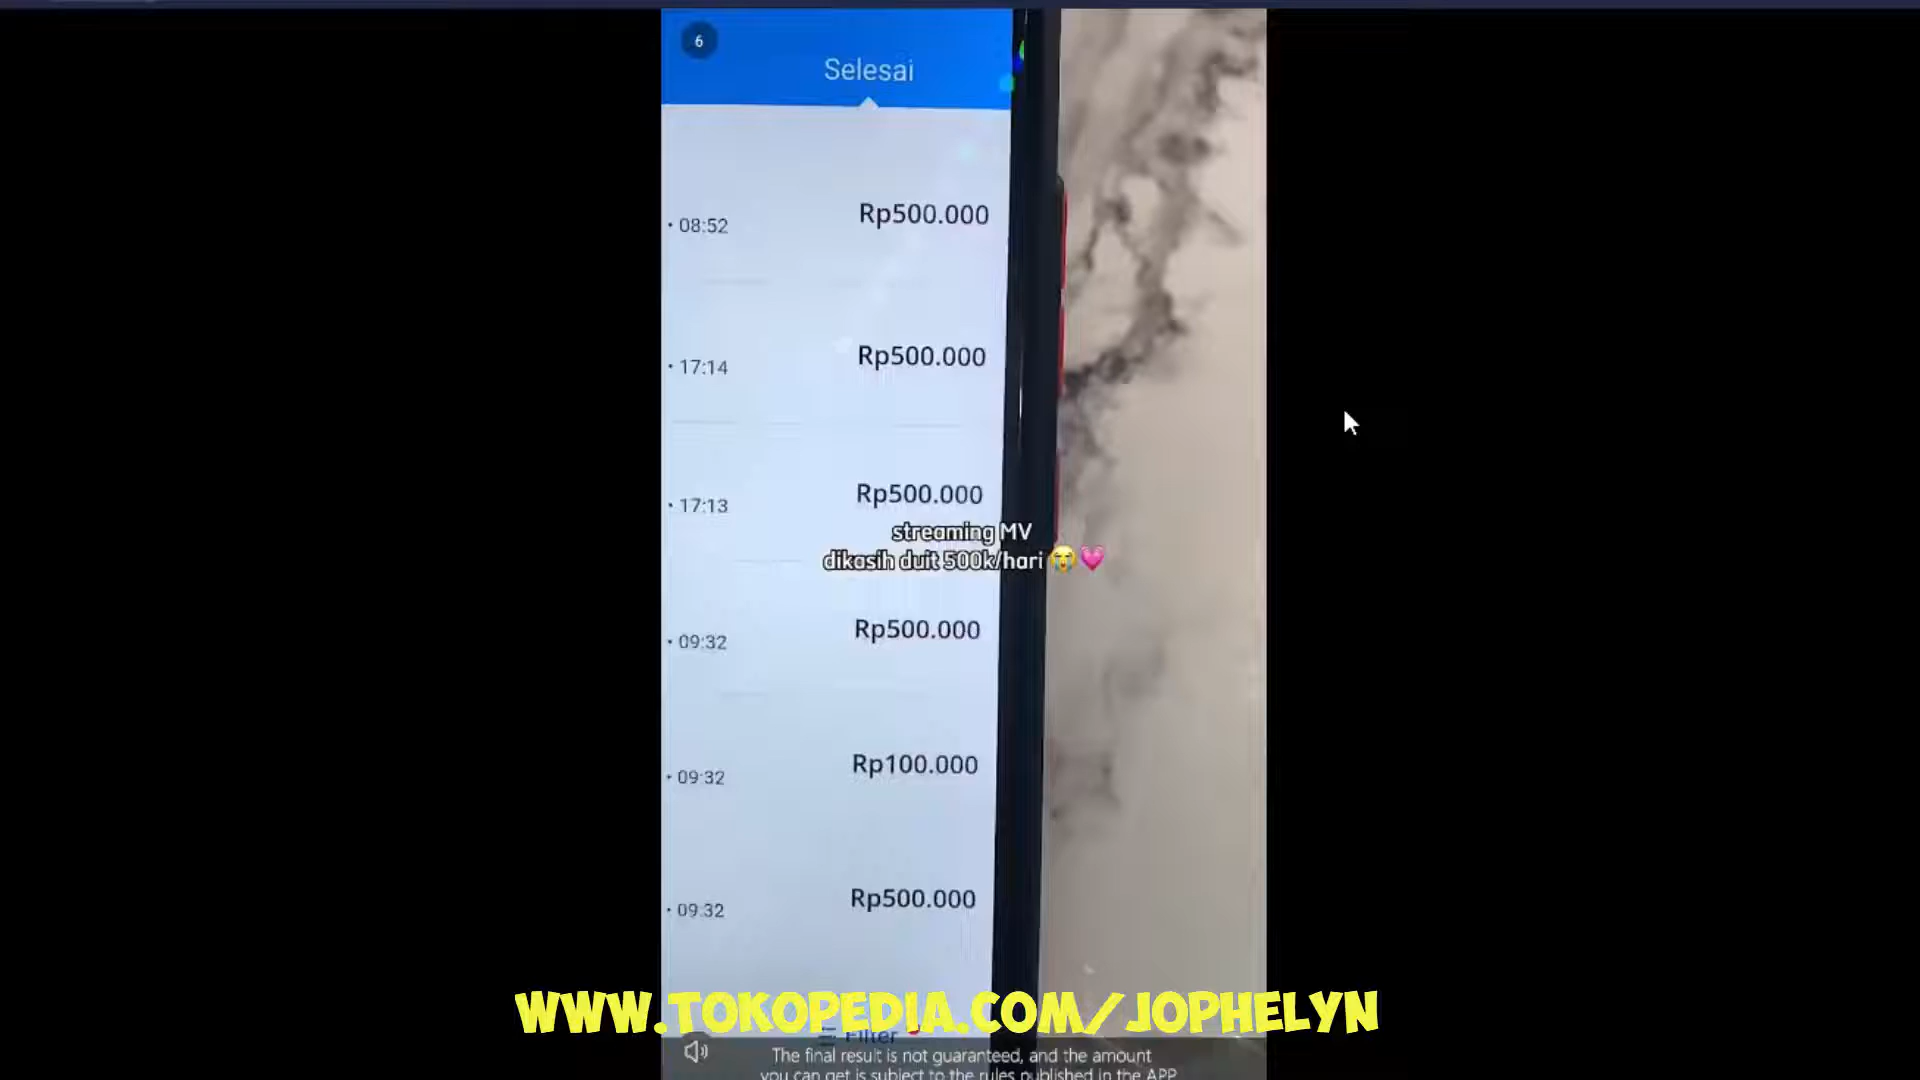 6
Selesai
Rp500.000
• 08:52
Rp500.000
• 17:14
Rp500.000
• 17:13
streaming MV
dikasih duit 500k/hari 😭💗
Rp500.000
• 09:32
Rp100.000
• 09:32
Rp500.000
• 09:32
WWW.TOKOPEDIA.COM/JOPHELYN
Filter
The final result is not guaranteed, and the amount
you can get is subject to the rules published in the APP